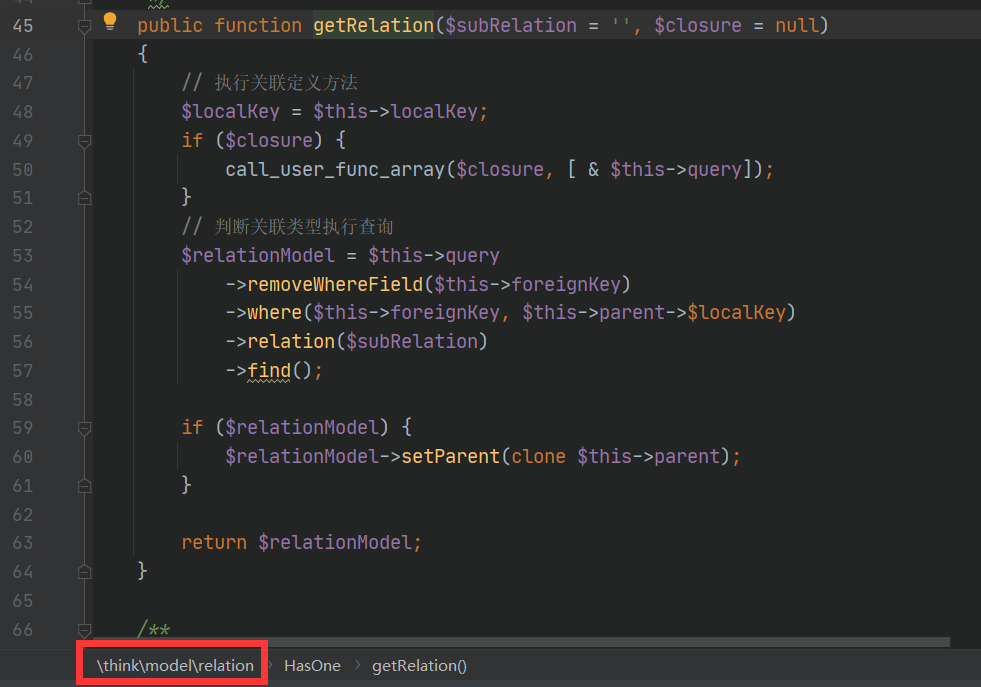 45 public function getRelation($subRelation = '', $closure = null)
46 {
47 // 执行关联定义方法
48 $localKey = $this->localKey;
49 if ($closure) {
50 call_user_func_array($closure, [ & $this->query]);
51 }
52 // 判断关联类型执行查询
53 $relationModel = $this->query
54 ->removeWhereField($this->foreignKey)
55 ->where($this->foreignKey, $this->parent->$localKey)
56 ->relation($subRelation)
57 ->find();
58
59 if ($relationModel) {
60 $relationModel->setParent(clone $this->parent);
61 }
62
63 return $relationModel;
64 }
65
66 /**
\think\model\relation › HasOne › getRelation()